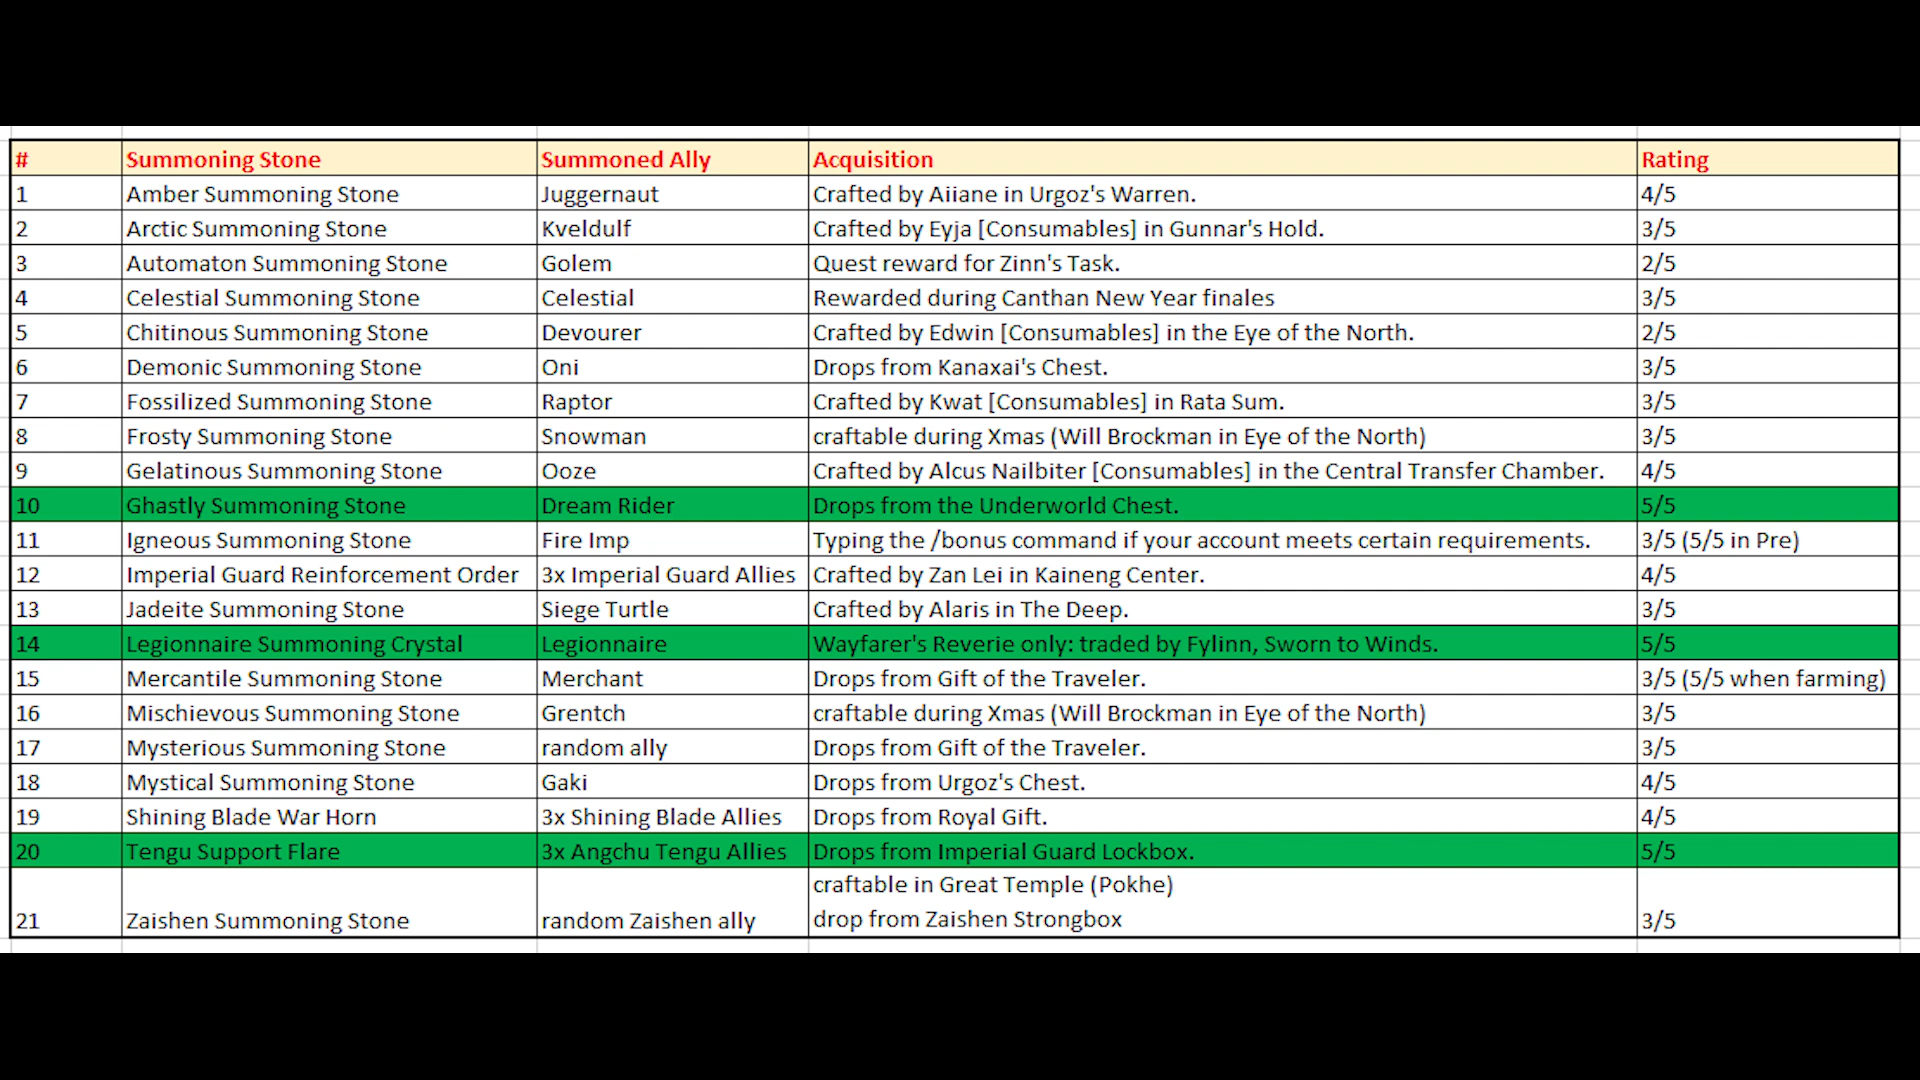 # Summoning Stone Summoned Ally Acquisition Rating
1 Amber Summoning Stone Juggernaut Crafted by Aiiane in Urgoz's Warren. 4/5
2 Arctic Summoning Stone Kveldulf Crafted by Eyja [Consumables] in Gunnar's Hold. 3/5
3 Automaton Summoning Stone Golem Quest reward for Zinn's Task. 2/5
4 Celestial Summoning Stone Celestial Rewarded during Canthan New Year finales 3/5
5 Chitinous Summoning Stone Devourer Crafted by Edwin [Consumables] in the Eye of the North. 2/5
6 Demonic Summoning Stone Oni Drops from Kanaxai's Chest. 3/5
7 Fossilized Summoning Stone Raptor Crafted by Kwat [Consumables] in Rata Sum. 3/5
8 Frosty Summoning Stone Snowman craftable during Xmas (Will Brockman in Eye of the North) 3/5
9 Gelatinous Summoning Stone Ooze Crafted by Alcus Nailbiter [Consumables] in the Central Transfer Chamber. 4/5
10 Ghastly Summoning Stone Dream Rider Drops from the Underworld Chest. 5/5
11 Igneous Summoning Stone Fire Imp Typing the /bonus command if your account meets certain requirements. 3/5 (5/5 in Pre)
12 Imperial Guard Reinforcement Order 3x Imperial Guard Allies Crafted by Zan Lei in Kaineng Center. 4/5
13 Jadeite Summoning Stone Siege Turtle Crafted by Alaris in The Deep. 3/5
14 Legionnaire Summoning Crystal Legionnaire Wayfarer's Reverie only: traded by Fylinn, Sworn to Winds. 5/5
15 Mercantile Summoning Stone Merchant Drops from Gift of the Traveler. 3/5 (5/5 when farming)
16 Mischievous Summoning Stone Grentch craftable during Xmas (Will Brockman in Eye of the North) 3/5
17 Mysterious Summoning Stone random ally Drops from Gift of the Traveler. 3/5
18 Mystical Summoning Stone Gaki Drops from Urgoz's Chest. 4/5
19 Shining Blade War Horn 3x Shining Blade Allies Drops from Royal Gift. 4/5
20 Tengu Support Flare 3x Angchu Tengu Allies Drops from Imperial Guard Lockbox. 5/5
craftable in Great Temple (Pokhe)
21 Zaishen Summoning Stone random Zaishen ally drop from Zaishen Strongbox 3/5